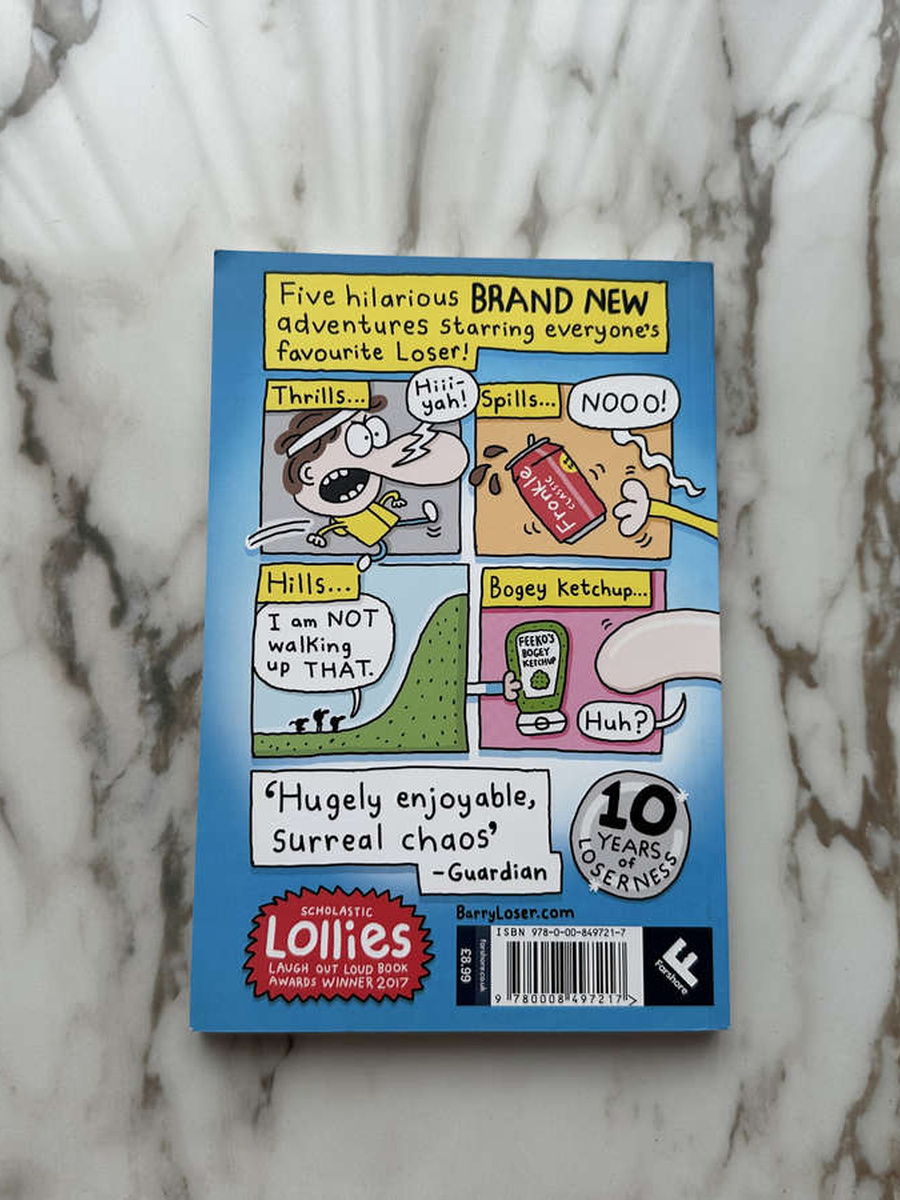 Five hilarious BRAND NEW
adventures starring everyone's
favourite Loser!
Thrills...
Hiii-
yah!
Spills...
NOOO!
Fronkle
CLASSIC
Hills...
I am NOT
walking
up THAT.
Bogey Ketchup...
FEEKO'S
BOGEY
KETCHUP
Huh?
'Hugely enjoyable,
surreal chaos'
-Guardian
10
YEARS
of
LOSERNESS
SCHOLASTIC
Lollies
LAUGH OUT LOUD BOOK
AWARDS WINNER 2017
BarryLoser.com
£8.99
farshore.co.uk
ISBN 978-0-00-849721-7
9 780008 497217 >
F
Farshore